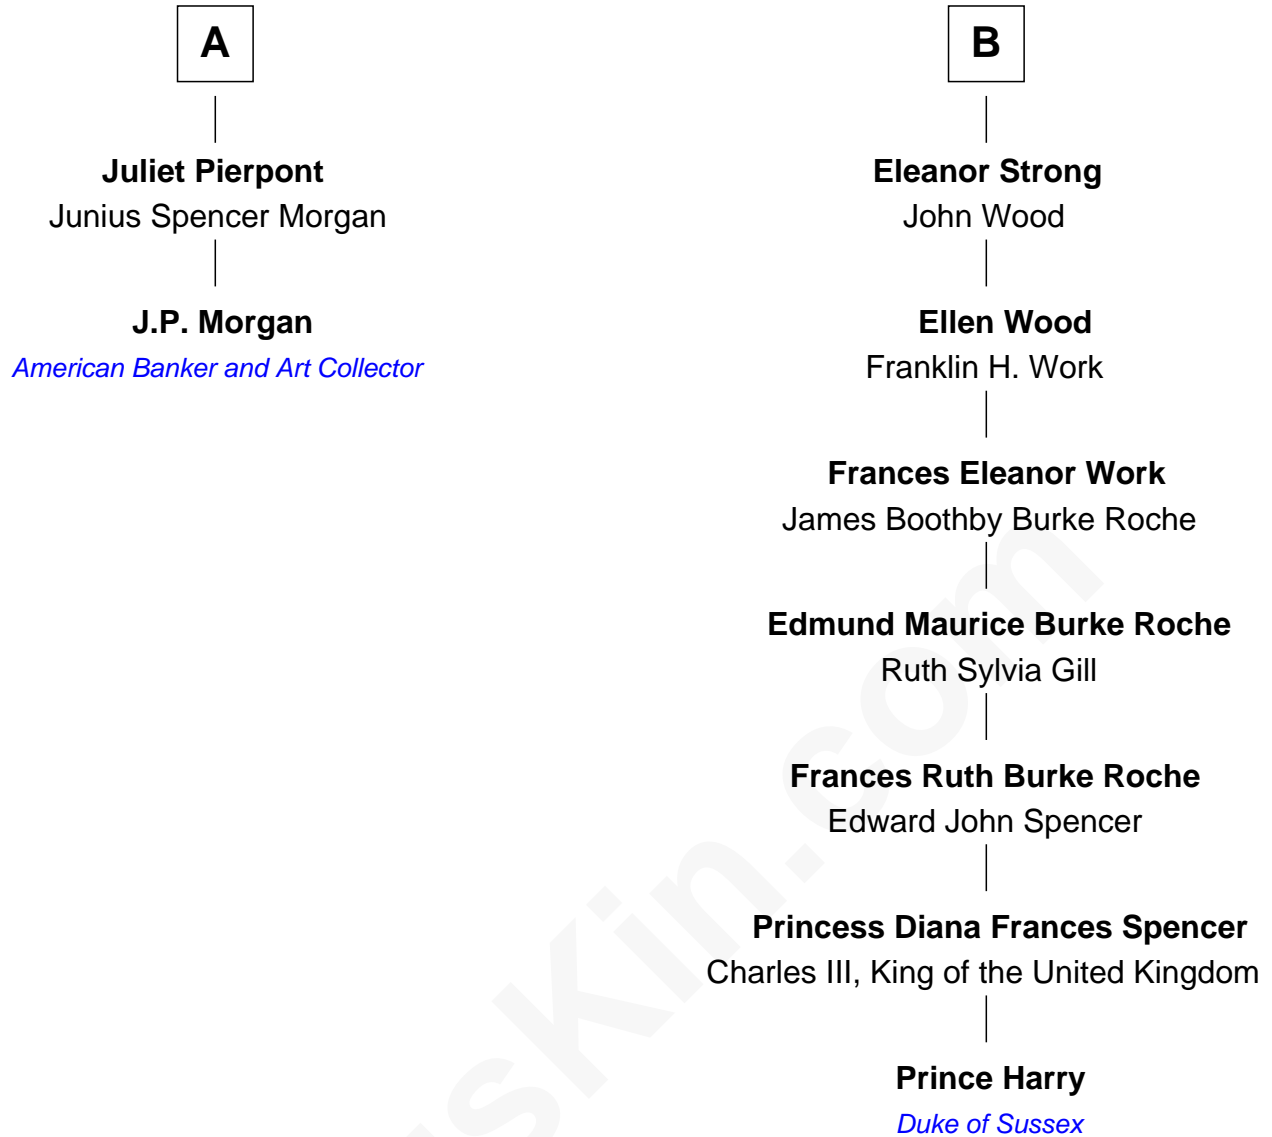 A
Juliet Pierpont
Junius Spencer Morgan
J.P. Morgan
American Banker and Art Collector
B
Eleanor Strong
John Wood
Ellen Wood
Franklin H. Work
Frances Eleanor Work
James Boothby Burke Roche
Edmund Maurice Burke Roche
Ruth Sylvia Gill
Frances Ruth Burke Roche
Edward John Spencer
Princess Diana Frances Spencer
Charles III, King of the United Kingdom
Prince Harry
Duke of Sussex
usKin.com